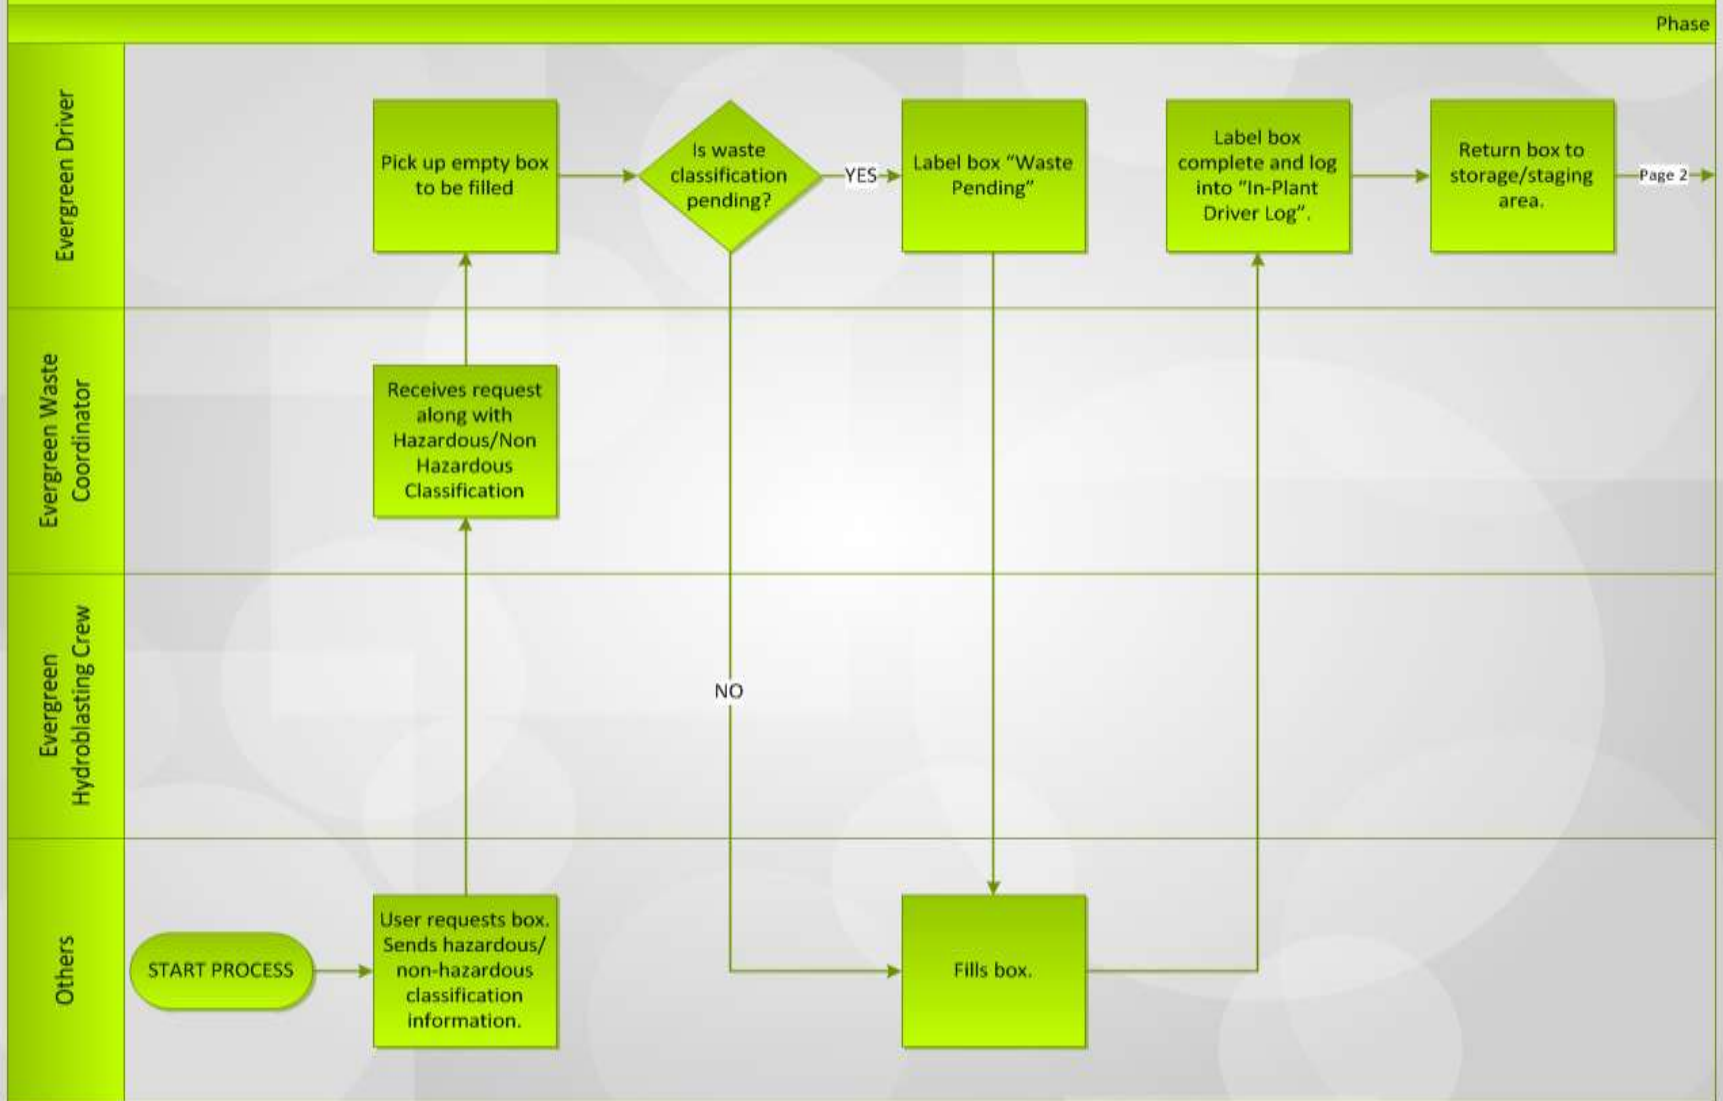 Phase
Evergreen Driver
Pick up empty box
to be filled
Is waste
classification
pending?
YES
Label box “Waste
Pending”
Label box
complete and log
into “In-Plant
Driver Log”.
Return box to
storage/staging
area.
Page 2
Evergreen Waste
Coordinator
Receives request
along with
Hazardous/Non
Hazardous
Classification
Evergreen
Hydroblasting Crew
NO
Others
START PROCESS
User requests box.
Sends hazardous/
non-hazardous
classification
information.
Fills box.